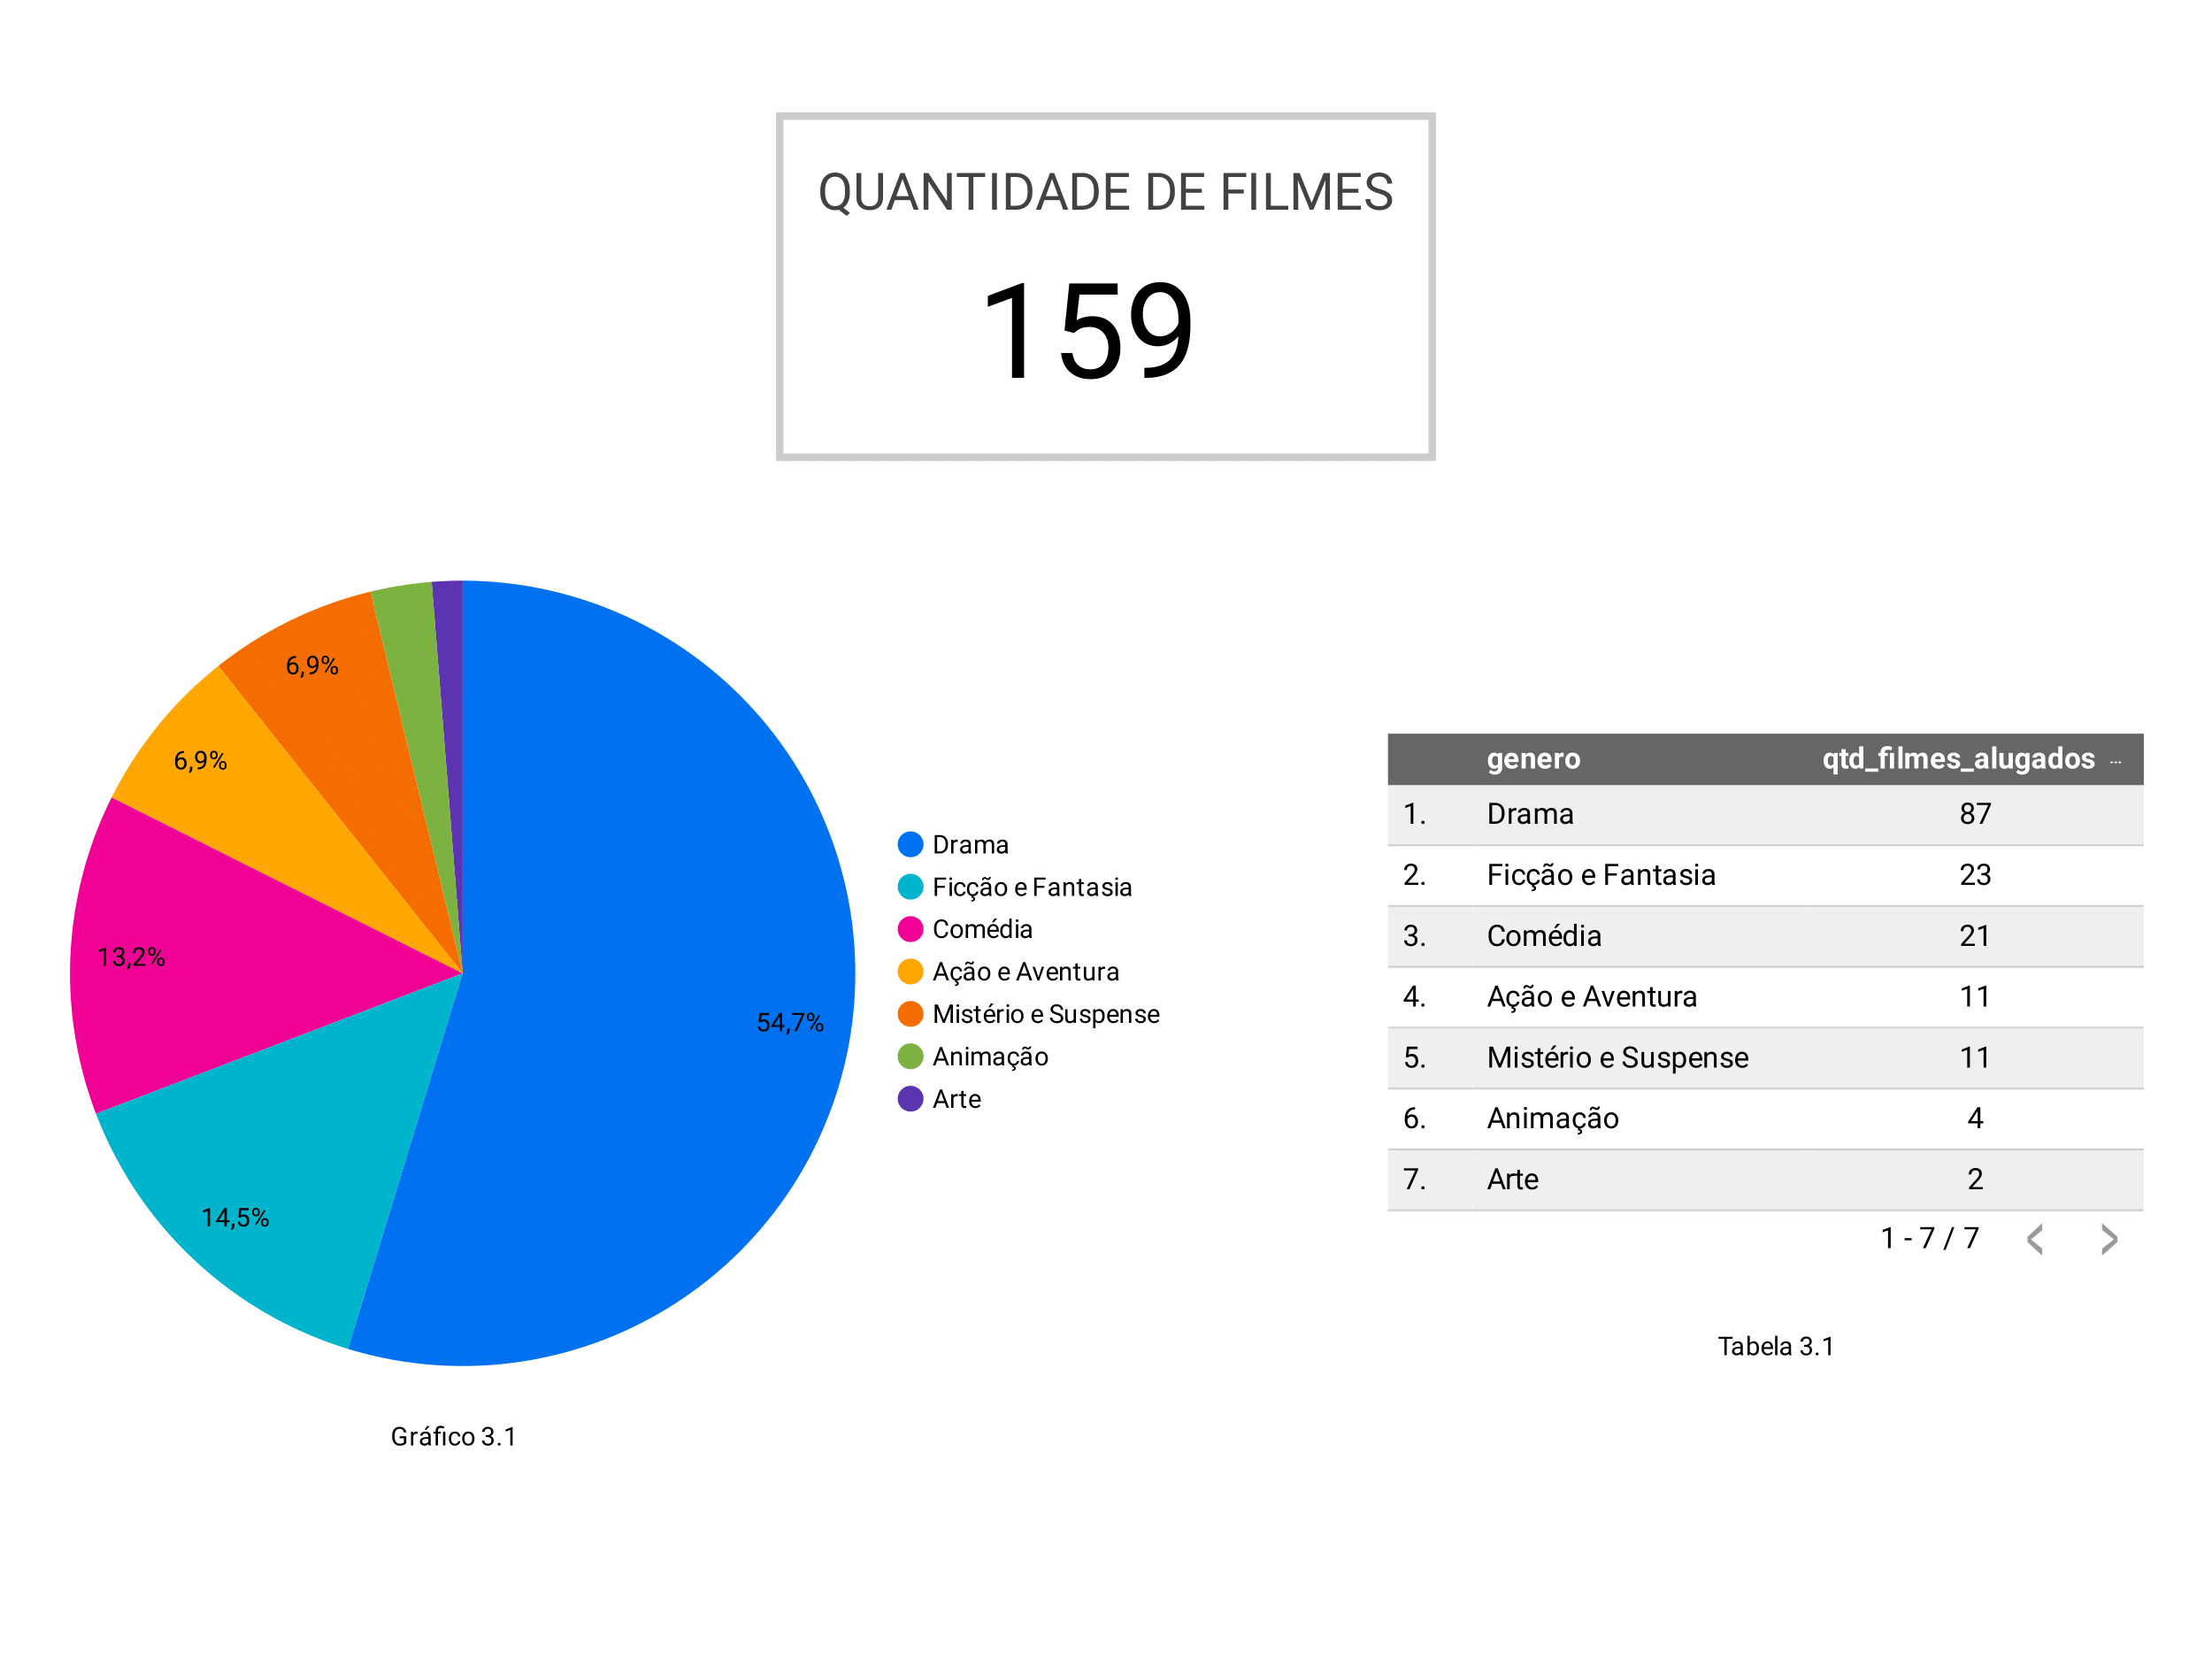 QUANTIDADE DE FILMES
159
6,9%
6,9%
13,2%
14,5%
54,7%
Drama
Ficção e Fantasia
Comédia
Ação e Aventura
Mistério e Suspense
Animação
Arte
Gráfico 3.1
genero qtd_filmes_alugados ...
1. Drama 87
2. Ficção e Fantasia 23
3. Comédia 21
4. Ação e Aventura 11
5. Mistério e Suspense 11
6. Animação 4
7. Arte 2
1 - 7 / 7 < >
Tabela 3.1